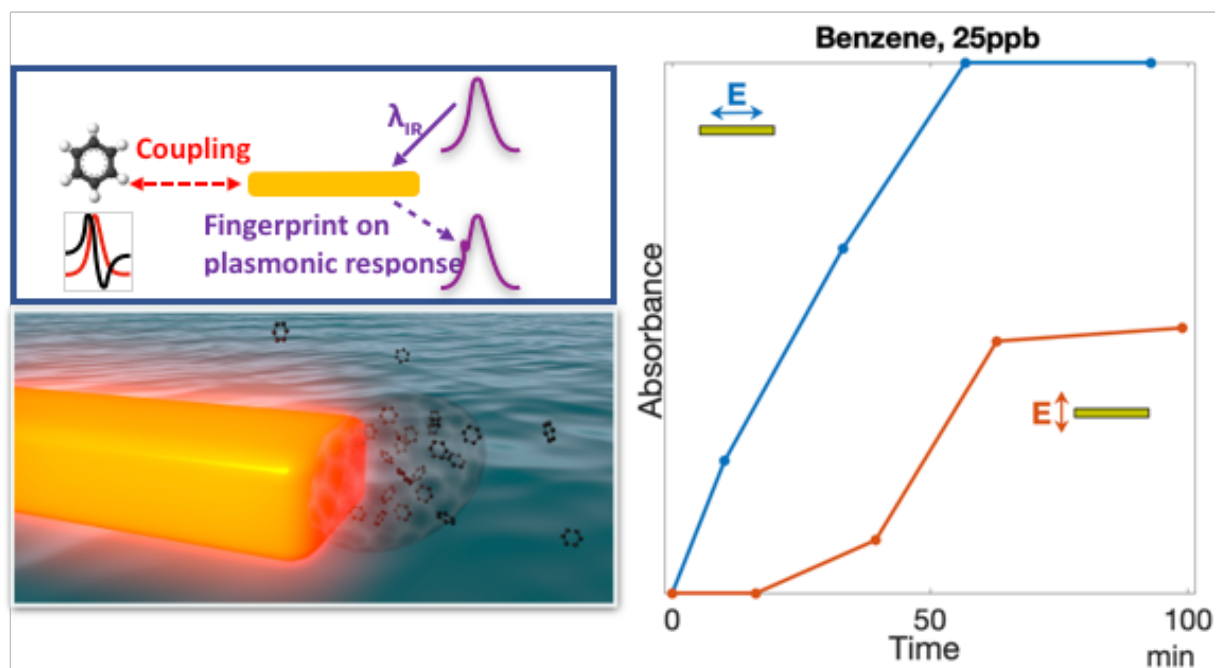 Coupling
λIR
Fingerprint on
plasmonic response
Benzene, 25ppb
E
E
Absorbance
0
50
100
Time
min